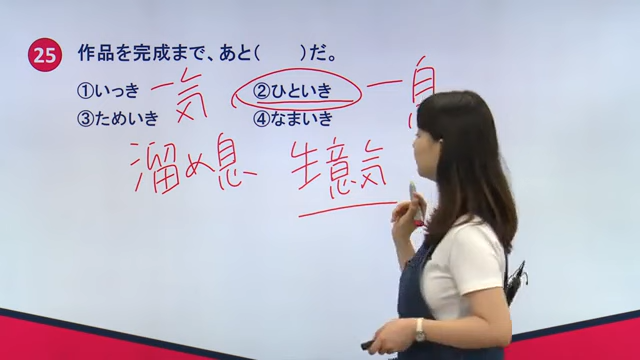 25 作品を完成まで、あと(　　)だ。
①いっき 一気 ②ひといき 一息
③ためいき ④なまいき
溜め息 生意気